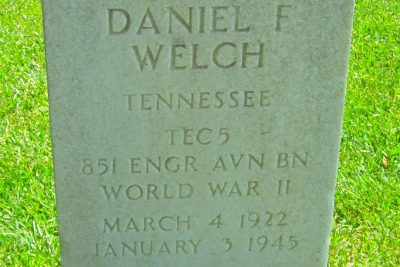 DANIEL F
WELCH
TENNESSEE
TEC5
851 ENGR AVN BN
WORLD WAR II
MARCH 4 1922
JANUARY 3 1945